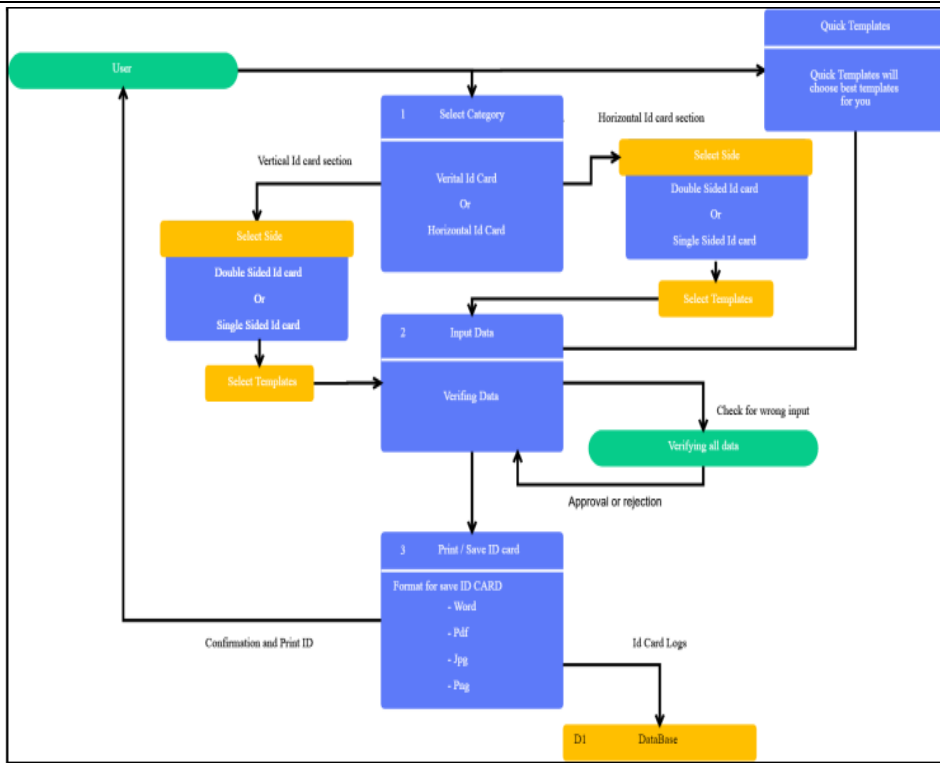 Quick Templates
Quick Templates will
choose best templates
for you
User
1 Select Category
Verital Id Card
Or
Horizontal Id Card
Horizontal Id card section
Select Side
Double Sided Id card
Or
Single Sided Id card
Select Templates
Vertical Id card section
Select Side
Double Sided Id card
Or
Single Sided Id card
Select Templates
2 Input Data
Verifing Data
Check for wrong input
Verifying all data
Approval or rejection
3 Print / Save ID card
Format for save ID CARD
- Word
- Pdf
- Jpg
- Png
Confirmation and Print ID
Id Card Logs
D1 DataBase